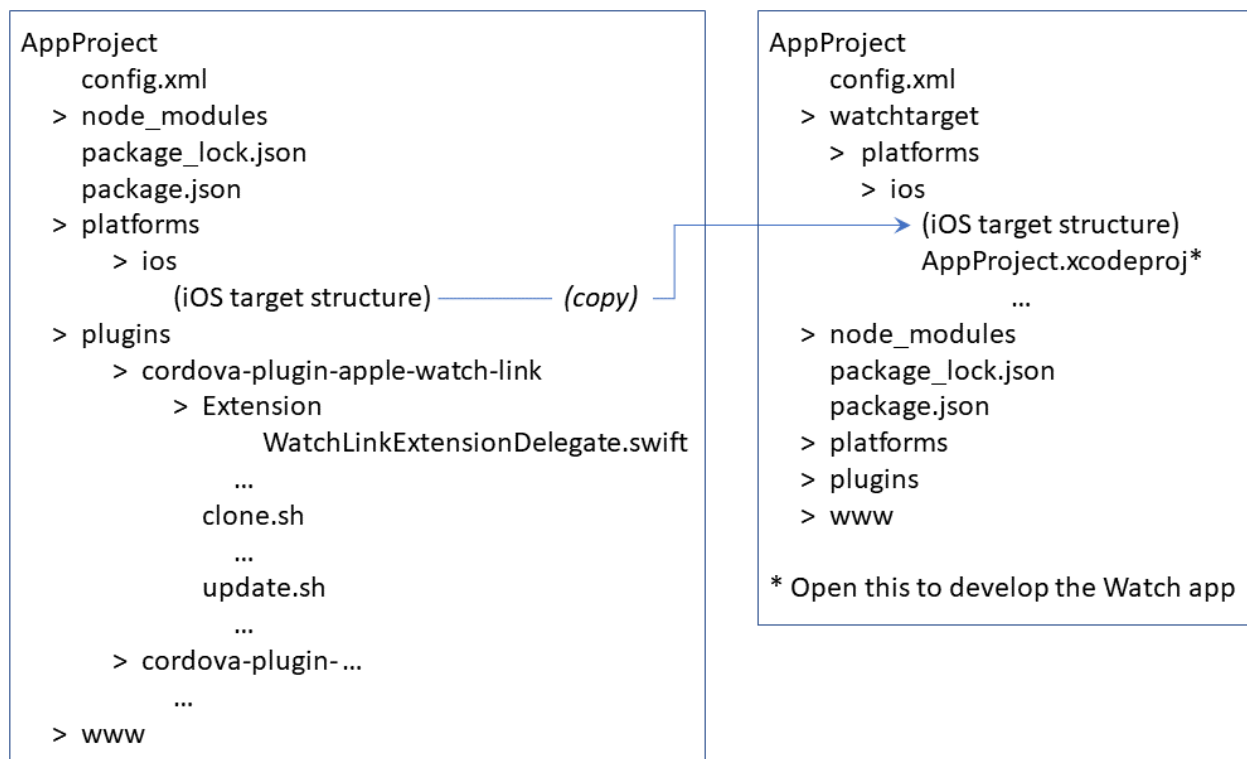 AppProject
config.xml
> node_modules
package_lock.json
package.json
> platforms
> ios
(iOS target structure)
(copy)
> plugins
> cordova-plugin-apple-watch-link
> Extension
WatchLinkExtensionDelegate.swift
...
clone.sh
...
update.sh
...
> cordova-plugin- ...
...
> www
AppProject
config.xml
> watchtarget
> platforms
> ios
(iOS target structure)
AppProject.xcodeproj*
...
> node_modules
package_lock.json
package.json
> platforms
> plugins
> www
* Open this to develop the Watch app